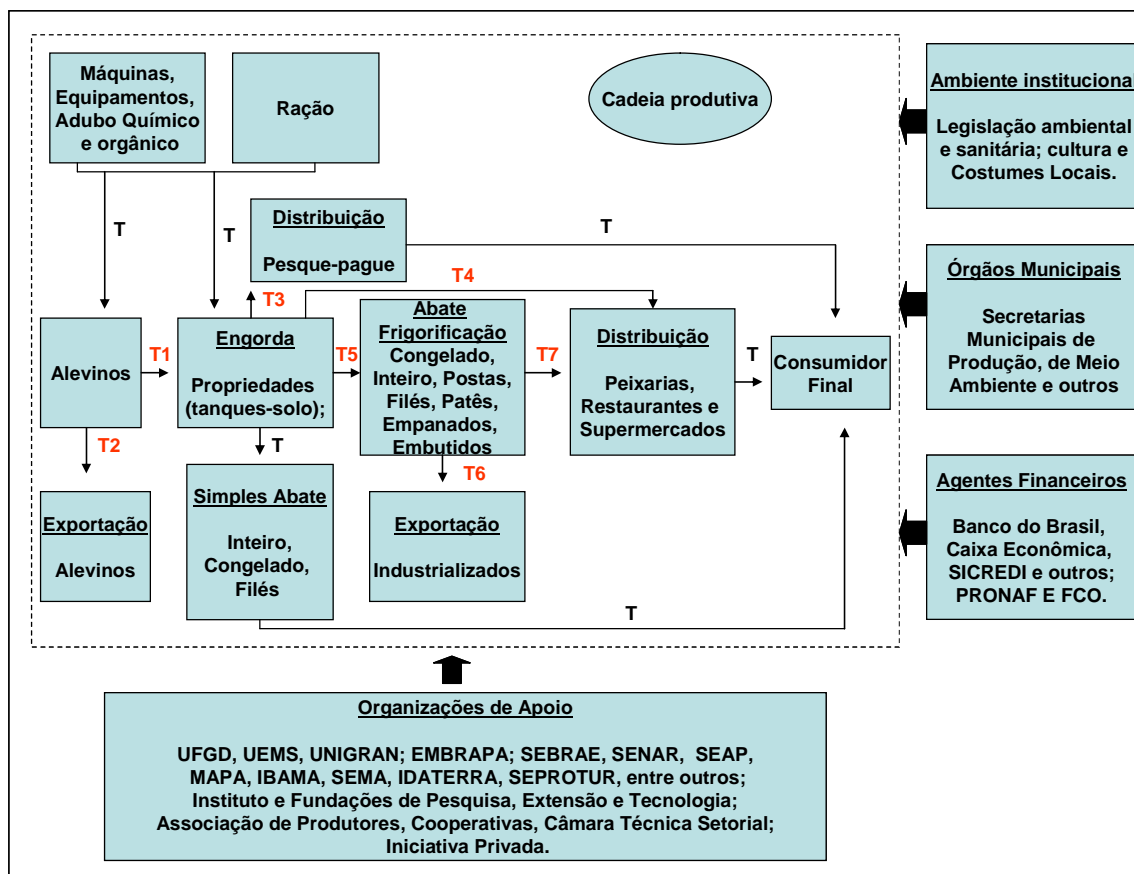 Máquinas,
Equipamentos,
Adubo Químico
e orgânico
Ração
Cadeia produtiva
Ambiente institucional
Legislação ambiental
e sanitária; cultura e
Costumes Locais.
T
T
Distribuição
Pesque-pague
T
T3
T4
Órgãos Municipais
Secretarias
Municipais de
Produção, de Meio
Ambiente e outros
Alevinos
T1
Engorda
Propriedades
(tanques-solo);
T5
Abate
Frigorificação
Congelado,
Inteiro, Postas,
Filés, Patês,
Empanados,
Embutidos
T7
Distribuição
Peixarias,
Restaurantes e
Supermercados
T
Consumidor
Final
T2
T
T6
Exportação
Alevinos
Simples Abate
Inteiro,
Congelado,
Filés
Exportação
Industrializados
T
Agentes Financeiros
Banco do Brasil,
Caixa Econômica,
SICREDI e outros;
PRONAF E FCO.
Organizações de Apoio
UFGD, UEMS, UNIGRAN; EMBRAPA; SEBRAE, SENAR, SEAP,
MAPA, IBAMA, SEMA, IDATERRA, SEPROTUR, entre outros;
Instituto e Fundações de Pesquisa, Extensão e Tecnologia;
Associação de Produtores, Cooperativas, Câmara Técnica Setorial;
Iniciativa Privada.